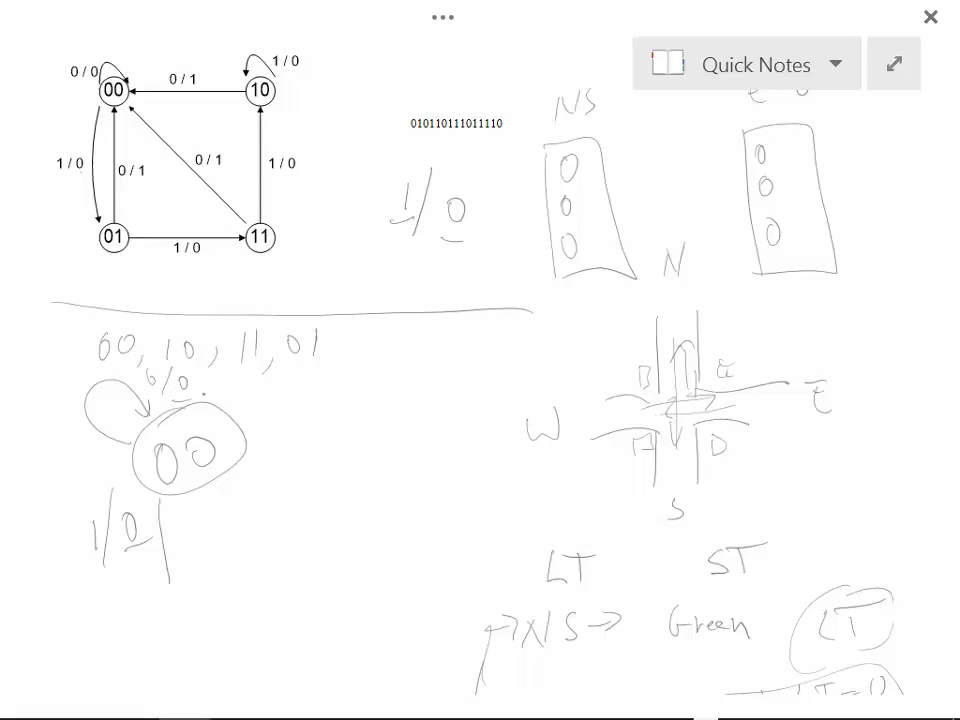 Quick Notes
0 / 0
1 / 0
00
0 / 1
10
1 / 0
0 / 1
0 / 1
1 / 0
01
1 / 0
11
010110111011110
1/0
NS
N
W
E
S
00, 10, 11, 01
0/0
00
1/0
LT ST
Green LT